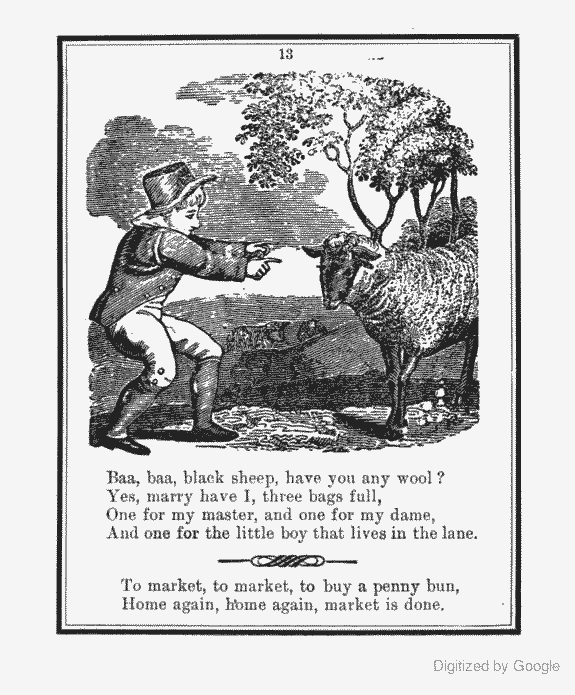 13
Baa, baa, black sheep, have you any wool?
Yes, marry have I, three bags full,
One for my master, and one for my dame,
And one for the little boy that lives in the lane.
To market, to market, to buy a penny bun,
Home again, home again, market is done.
Digitized by Google